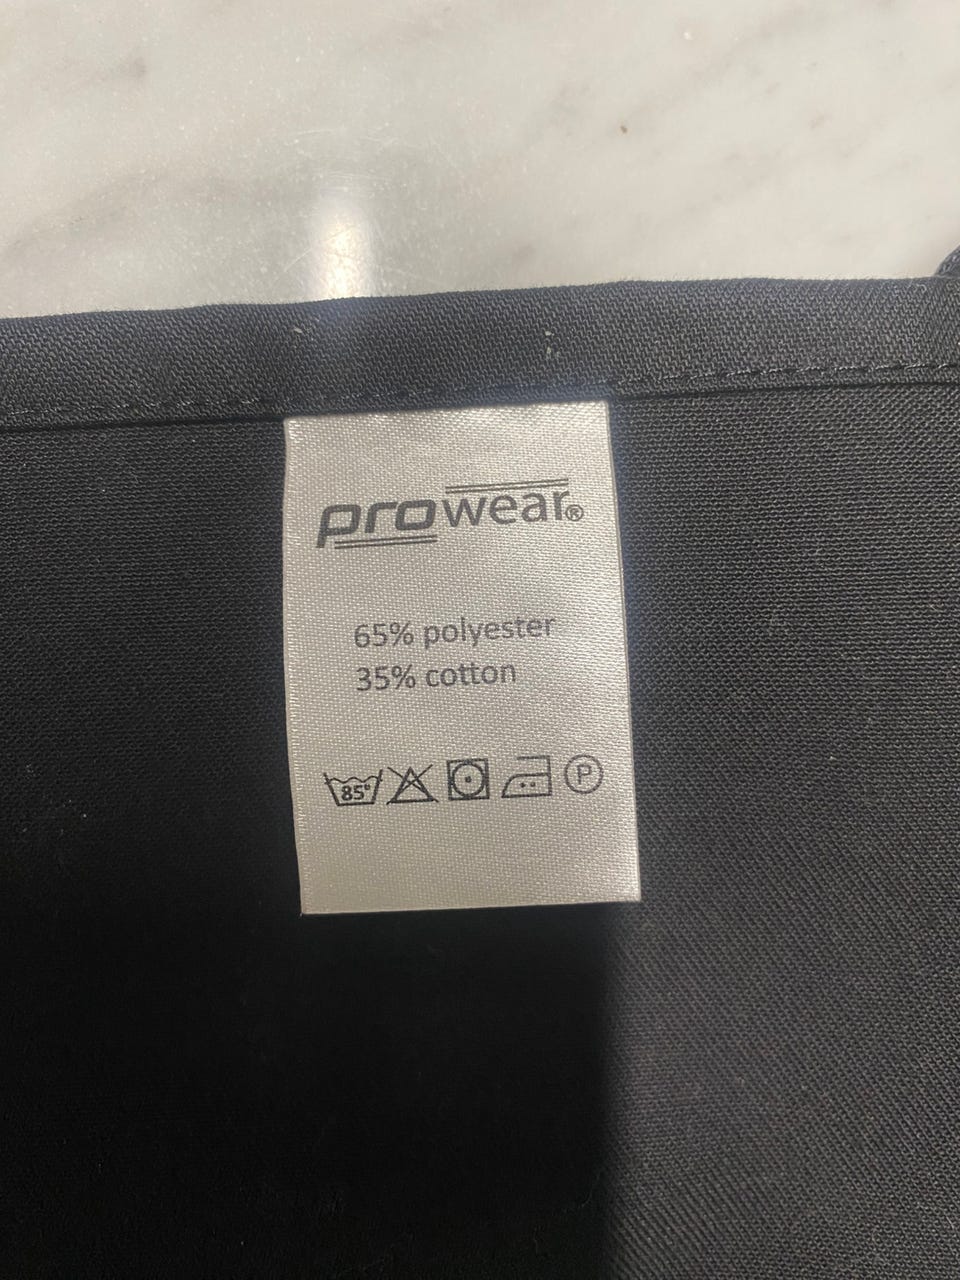 prowear®
65% polyester
35% cotton
85° P